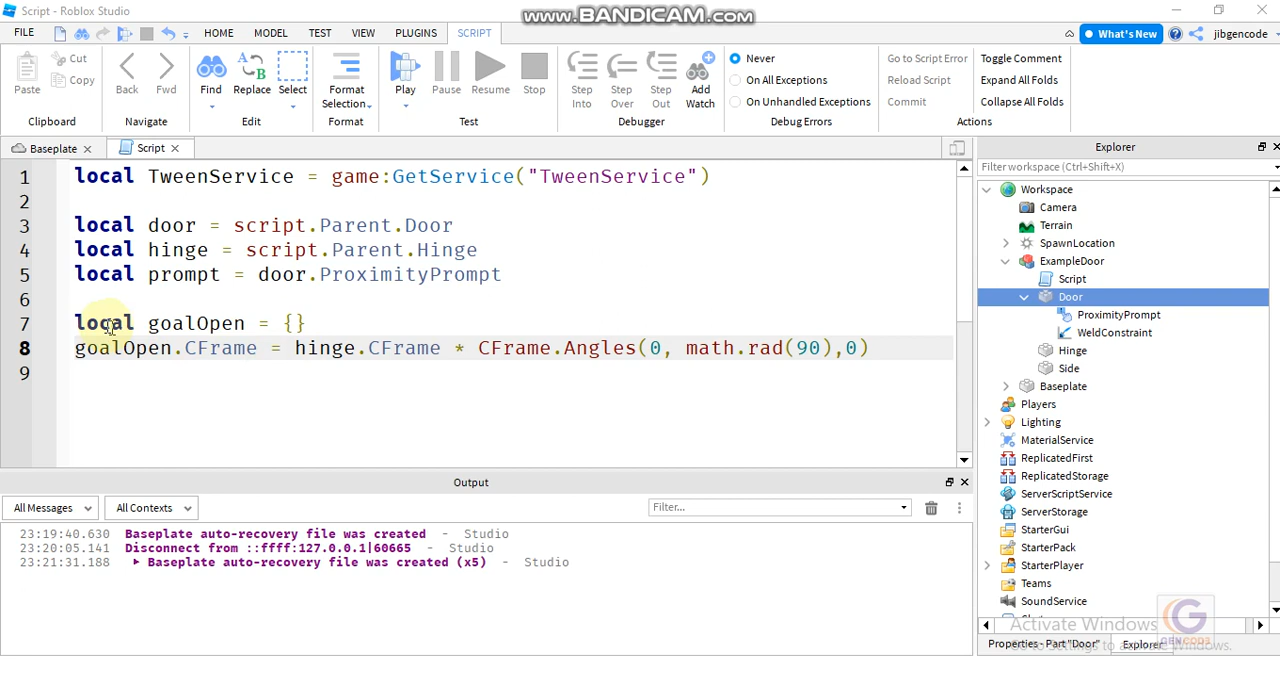 Script - Roblox Studio
www.BANDICAM.com
FILE HOME MODEL TEST VIEW PLUGINS SCRIPT What's New jibgencode
Paste Cut Copy Back Fwd Find Replace Select Format Selection Play Pause Resume Stop Step Into Step Over Step Out Add Watch
Never
On All Exceptions
On Unhandled Exceptions
Go to Script Error
Reload Script
Commit
Toggle Comment
Expand All Folds
Collapse All Folds
Clipboard Navigate Edit Format Test Debugger Debug Errors Actions
Baseplate Script
1 local TweenService = game:GetService("TweenService")
2
3 local door = script.Parent.Door
4 local hinge = script.Parent.Hinge
5 local prompt = door.ProximityPrompt
6
7 local goalOpen = {}
8 goalOpen.CFrame = hinge.CFrame * CFrame.Angles(0, math.rad(90),0)
9
Explorer
Filter workspace (Ctrl+Shift+X)
Workspace
Camera
Terrain
SpawnLocation
ExampleDoor
Script
Door
ProximityPrompt
WeldConstraint
Hinge
Side
Baseplate
Players
Lighting
MaterialService
ReplicatedFirst
ReplicatedStorage
ServerScriptService
ServerStorage
StarterGui
StarterPack
StarterPlayer
Teams
SoundService
Output
All Messages All Contexts Filter...
23:19:40.630 Baseplate auto-recovery file was created - Studio
23:20:05.141 Disconnect from ::ffff:127.0.0.1|60665 - Studio
23:21:31.188 Baseplate auto-recovery file was created (x5) - Studio
Activate Windows
Go to Settings to activate Windows.
Properties - Part "Door" Explorer